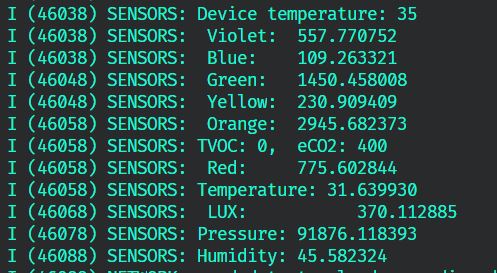 I (46038) SENSORS: Device temperature: 35
I (46038) SENSORS:  Violet:  557.770752
I (46038) SENSORS:  Blue:    109.263321
I (46048) SENSORS:  Green:   1450.458008
I (46048) SENSORS:  Yellow:  230.909409
I (46058) SENSORS:  Orange:  2945.682373
I (46058) SENSORS: TVOC: 0,  eCO2: 400
I (46058) SENSORS:  Red:     775.602844
I (46058) SENSORS: Temperature: 31.639930
I (46068) SENSORS:  LUX:            370.112885
I (46078) SENSORS: Pressure: 91876.118393
I (46088) SENSORS: Humidity: 45.582324